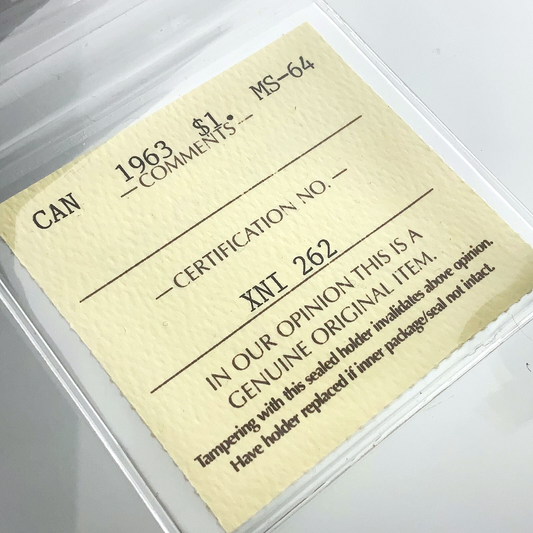 CAN 1963 $1. MS-64
—COMMENTS—
—CERTIFICATION NO.—
XNI 262
IN OUR OPINION THIS IS A
GENUINE ORIGINAL ITEM.
Tampering with this sealed holder invalidates above opinion.
Have holder replaced if inner package/seal not intact.